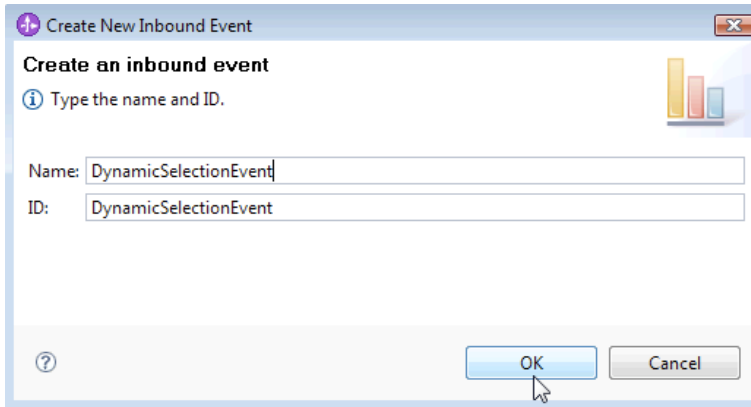 Create New Inbound Event
Create an inbound event
Type the name and ID.
Name: DynamicSelectionEvent
ID: DynamicSelectionEvent
OK Cancel